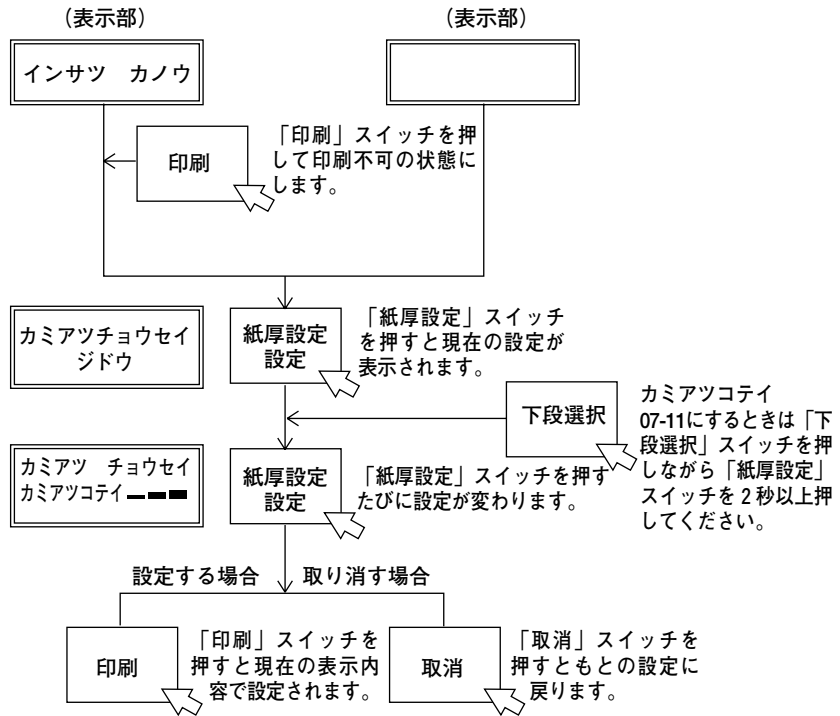 (表示部)
(表示部)
インサツ カノウ
印刷
「印刷」スイッチを押
して印刷不可の状態に
します。
カミアツチョウセイ
ジドウ
紙厚設定
設定
「紙厚設定」スイッチ
を押すと現在の設定が
表示されます。
下段選択
カミアツコテイ
07-11にするときは「下
段選択」スイッチを押
しながら「紙厚設定」
スイッチを2秒以上押
してください。
カミアツ チョウセイ
カミアツコテイ
紙厚設定
設定
「紙厚設定」スイッチを押す
たびに設定が変わります。
設定する場合
取り消す場合
印刷
「印刷」スイッチを
押すと現在の表示内
容で設定されます。
取消
「取消」スイッチを
押すともとの設定に
戻ります。